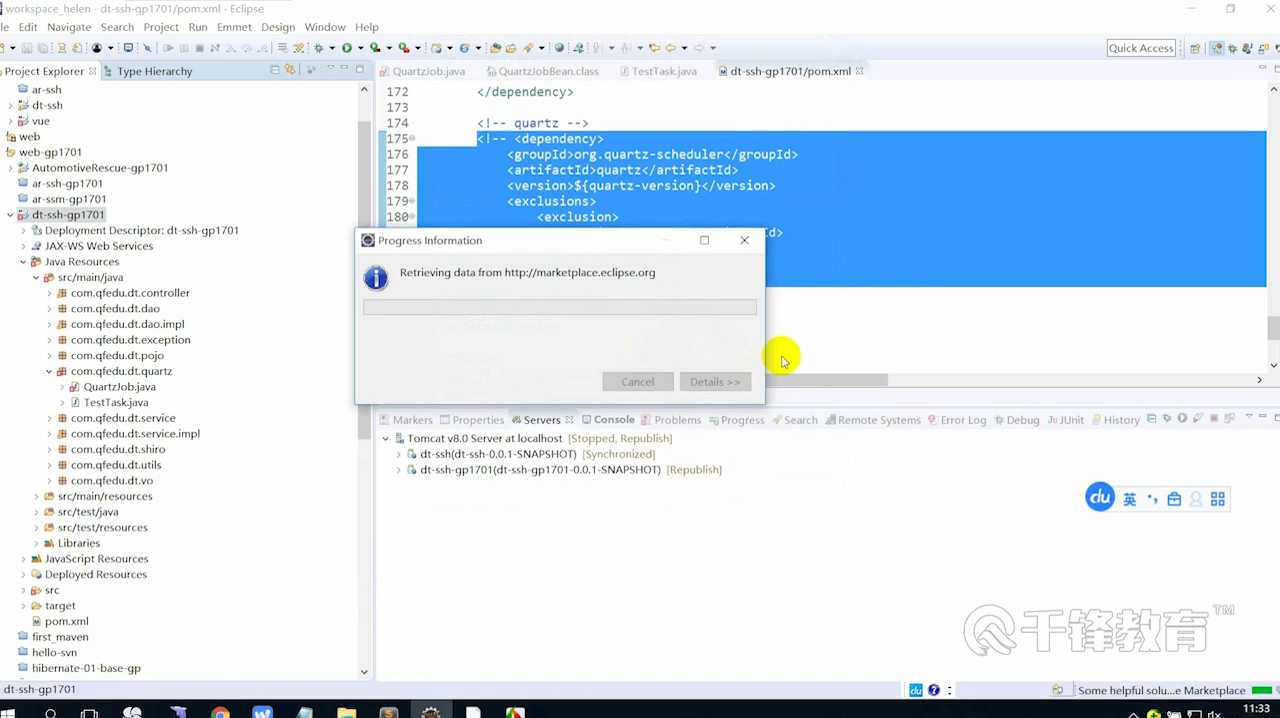 workspace_helen - dt-ssh-gp1701/pom.xml - Eclipse
Edit Navigate Search Project Run Emmet Design Window Help
Quick Access
Project Explorer Type Hierarchy
QuartzJob.java QuartzJobBean.class TestTask.java dt-ssh-gp1701/pom.xml
ar-ssh
dt-ssh
vue
web
web-gp1701
AutomotiveRescue-gp1701
ar-ssh-gp1701
ar-ssm-gp1701
dt-ssh-gp1701
Deployment Descriptor: dt-ssh-gp1701
JAX-WS Web Services
Java Resources
src/main/java
com.qfedu.dt.controller
com.qfedu.dt.dao
com.qfedu.dt.dao.impl
com.qfedu.dt.exception
com.qfedu.dt.pojo
com.qfedu.dt.quartz
QuartzJob.java
TestTask.java
com.qfedu.dt.service
com.qfedu.dt.service.impl
com.qfedu.dt.shiro
com.qfedu.dt.utils
com.qfedu.dt.vo
src/main/resources
src/test/java
src/test/resources
Libraries
JavaScript Resources
Deployed Resources
src
target
pom.xml
first_maven
hello-svn
hibernate-01-base-gp
172 </dependency>
173
174 <!-- quartz -->
175 <!-- <dependency>
176 <groupId>org.quartz-scheduler</groupId>
177 <artifactId>quartz</artifactId>
178 <version>${quartz-version}</version>
179 <exclusions>
180 <exclusion>
Progress Information
Retrieving data from http://marketplace.eclipse.org
Cancel Details >>
Markers Properties Servers Console Problems Progress Search Remote Systems Error Log Debug JUnit History
Tomcat v8.0 Server at localhost [Stopped, Republish]
dt-ssh(dt-ssh-0.0.1-SNAPSHOT) [Synchronized]
dt-ssh-gp1701(dt-ssh-gp1701-0.0.1-SNAPSHOT) [Republish]
du 英
千锋教育 TM
dt-ssh-gp1701
du
Some helpful solu...e Marketplace
11:33